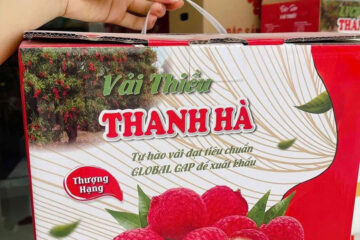 Vải Thiều
THANH HÀ
Tự hào vải đạt tiêu chuẩn
GLOBAL GAP để xuất khẩu
Thượng
Hạng